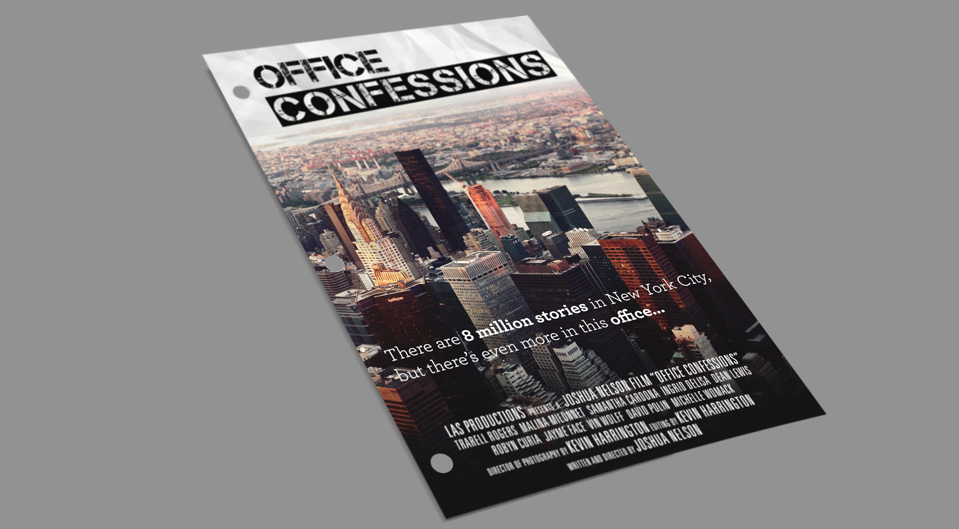 OFFICE
CONFESSIONS
There are 8 million stories in New York City,
but there's even more in this office...
LAS PRODUCTIONS PRESENTS A JOSHUA NELSON FILM "OFFICE CONFESSIONS"
TRARELL ROGERS MALINA MILONNET SAMANTHA CARDONA INGRID DELISA DEAN LEWIS
ROBYN CURIA JAYME FACE VIN WOLFF DAVID POLIN MICHELLE WOMACK
DIRECTOR OF PHOTOGRAPHY BY KEVIN HARRINGTON EDITING BY KEVIN HARRINGTON
WRITTEN AND DIRECTED BY JOSHUA NELSON